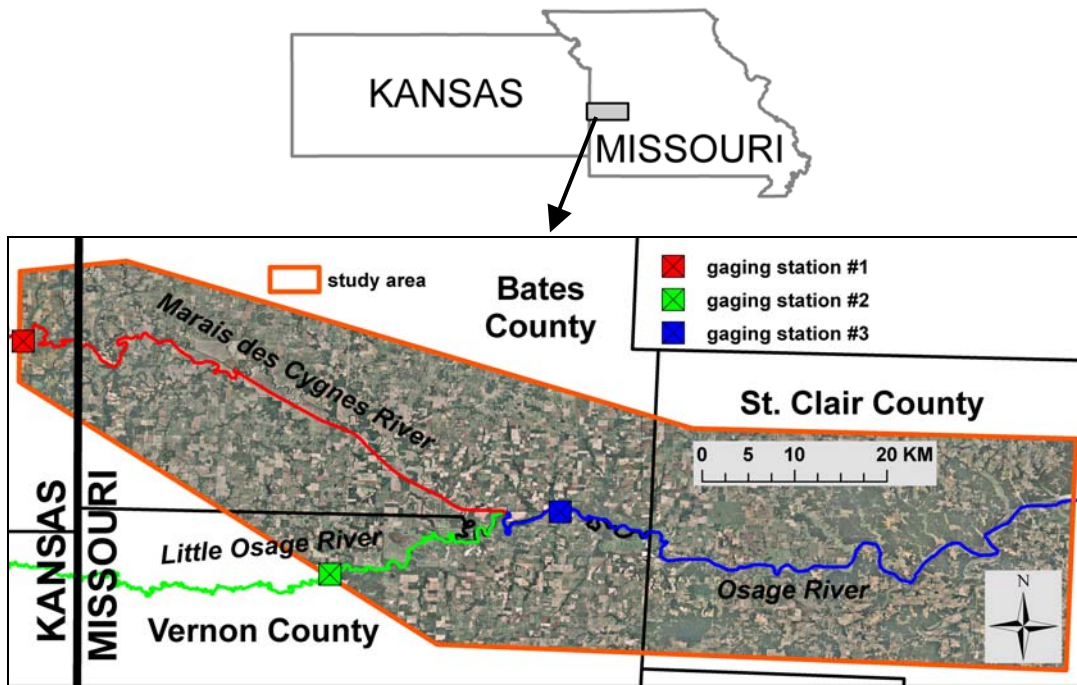 KANSAS
MISSOURI
study area
Bates
County
gaging station #1
gaging station #2
gaging station #3
Marais des Cygnes River
St. Clair County
0 5 10 20 KM
KANSAS
MISSOURI
Little Osage River
Osage River
Vernon County
N